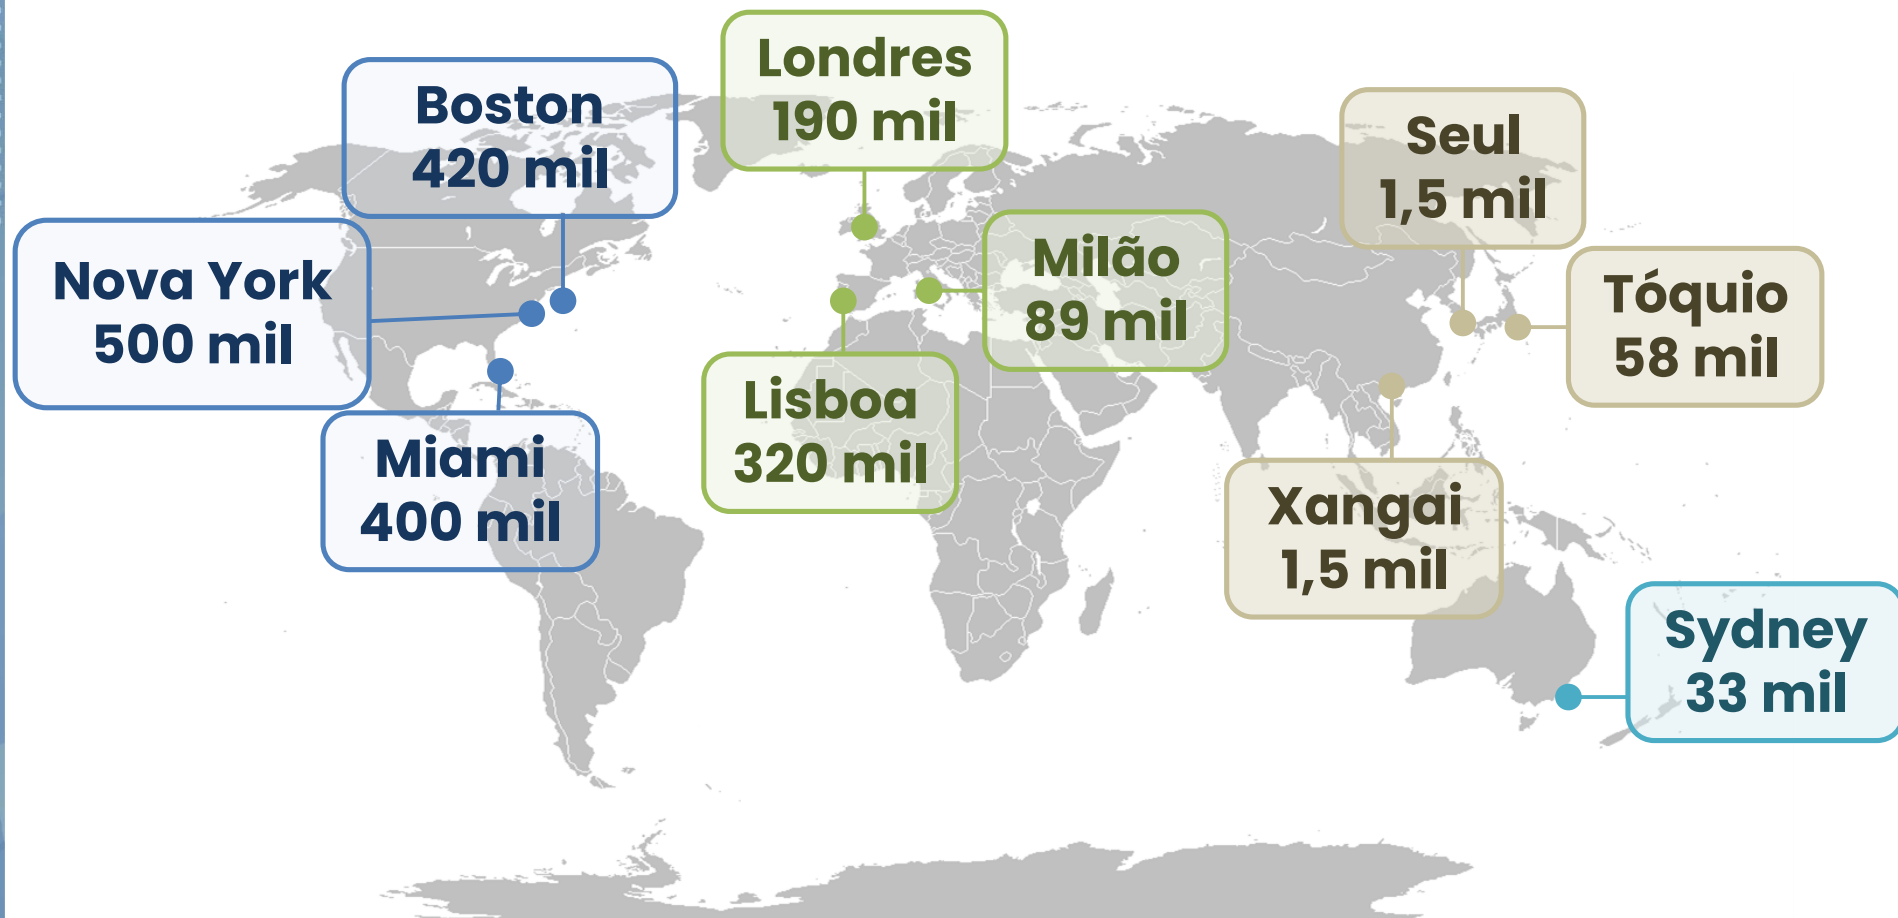 Londres
190 mil
Boston
420 mil
Seul
1,5 mil
Nova York
500 mil
Milão
89 mil
Tóquio
58 mil
Lisboa
320 mil
Miami
400 mil
Xangai
1,5 mil
Sydney
33 mil